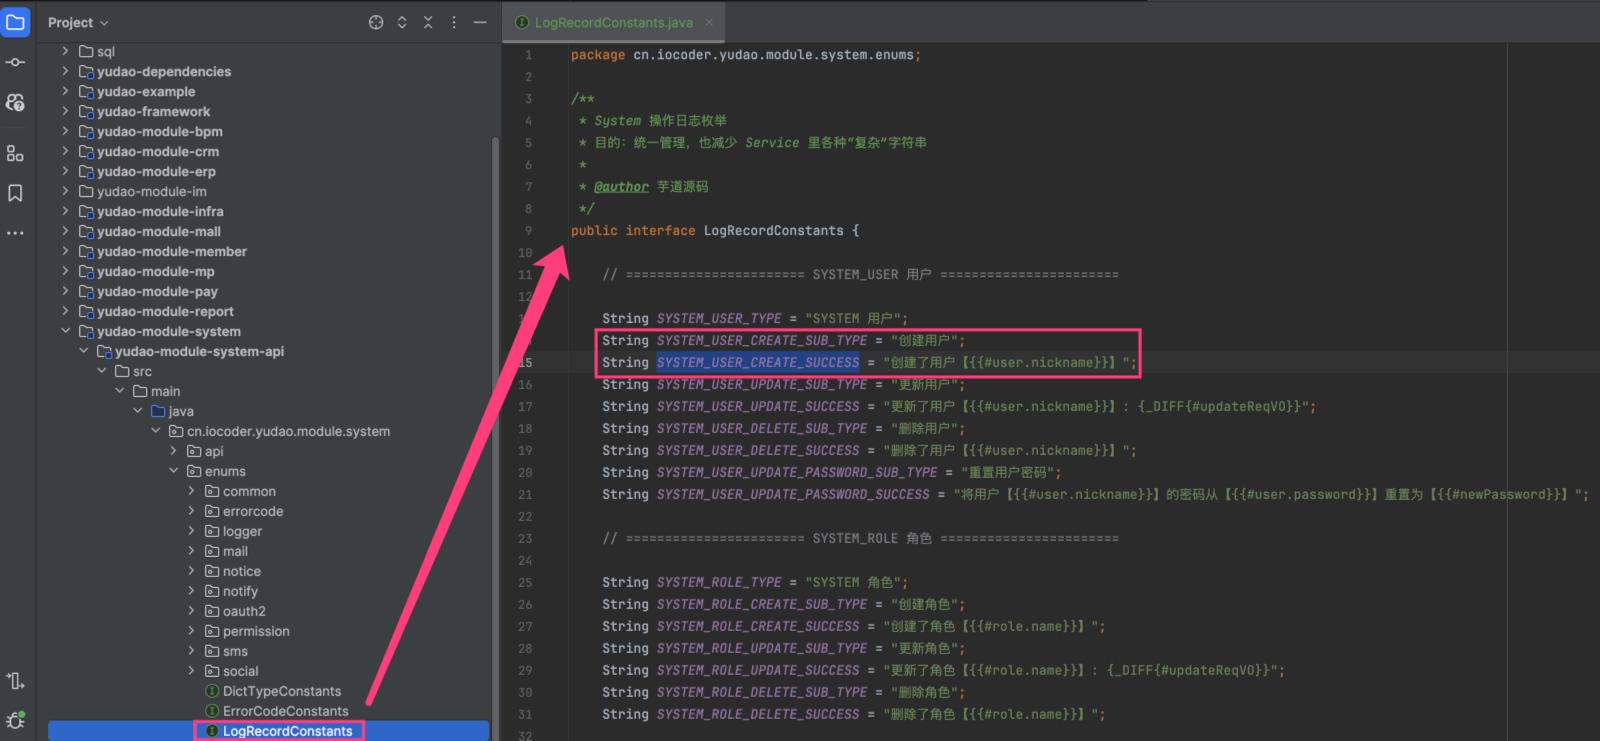 Project
sql
yudao-dependencies
yudao-example
yudao-framework
yudao-module-bpm
yudao-module-crm
yudao-module-erp
yudao-module-im
yudao-module-infra
yudao-module-mall
yudao-module-member
yudao-module-mp
yudao-module-pay
yudao-module-report
yudao-module-system
yudao-module-system-api
src
main
java
cn.iocoder.yudao.module.system
api
enums
common
errorcode
logger
mail
notice
notify
oauth2
permission
sms
social
DictTypeConstants
ErrorCodeConstants
LogRecordConstants
LogRecordConstants.java
1 package cn.iocoder.yudao.module.system.enums;
2
3 /**
4 * System 操作日志枚举
5 * 目的：统一管理，也减少 Service 里各种“复杂”字符串
6 *
7 * @author 芋道源码
8 */
9 public interface LogRecordConstants {
10
11 // ======================= SYSTEM_USER 用户 =======================
12
String SYSTEM_USER_TYPE = "SYSTEM 用户";
String SYSTEM_USER_CREATE_SUB_TYPE = "创建用户";
15 String SYSTEM_USER_CREATE_SUCCESS = "创建了用户【{{#user.nickname}}】";
16 String SYSTEM_USER_UPDATE_SUB_TYPE = "更新用户";
17 String SYSTEM_USER_UPDATE_SUCCESS = "更新了用户【{{#user.nickname}}】: {_DIFF{#updateReqVO}}";
18 String SYSTEM_USER_DELETE_SUB_TYPE = "删除用户";
19 String SYSTEM_USER_DELETE_SUCCESS = "删除了用户【{{#user.nickname}}】";
20 String SYSTEM_USER_UPDATE_PASSWORD_SUB_TYPE = "重置用户密码";
21 String SYSTEM_USER_UPDATE_PASSWORD_SUCCESS = "将用户【{{#user.nickname}}】的密码从【{{#user.password}}】重置为【{{#newPassword}}】";
22
23 // ======================= SYSTEM_ROLE 角色 =======================
24
25 String SYSTEM_ROLE_TYPE = "SYSTEM 角色";
26 String SYSTEM_ROLE_CREATE_SUB_TYPE = "创建角色";
27 String SYSTEM_ROLE_CREATE_SUCCESS = "创建了角色【{{#role.name}}】";
28 String SYSTEM_ROLE_UPDATE_SUB_TYPE = "更新角色";
29 String SYSTEM_ROLE_UPDATE_SUCCESS = "更新了角色【{{#role.name}}】: {_DIFF{#updateReqVO}}";
30 String SYSTEM_ROLE_DELETE_SUB_TYPE = "删除角色";
31 String SYSTEM_ROLE_DELETE_SUCCESS = "删除了角色【{{#role.name}}】";
32